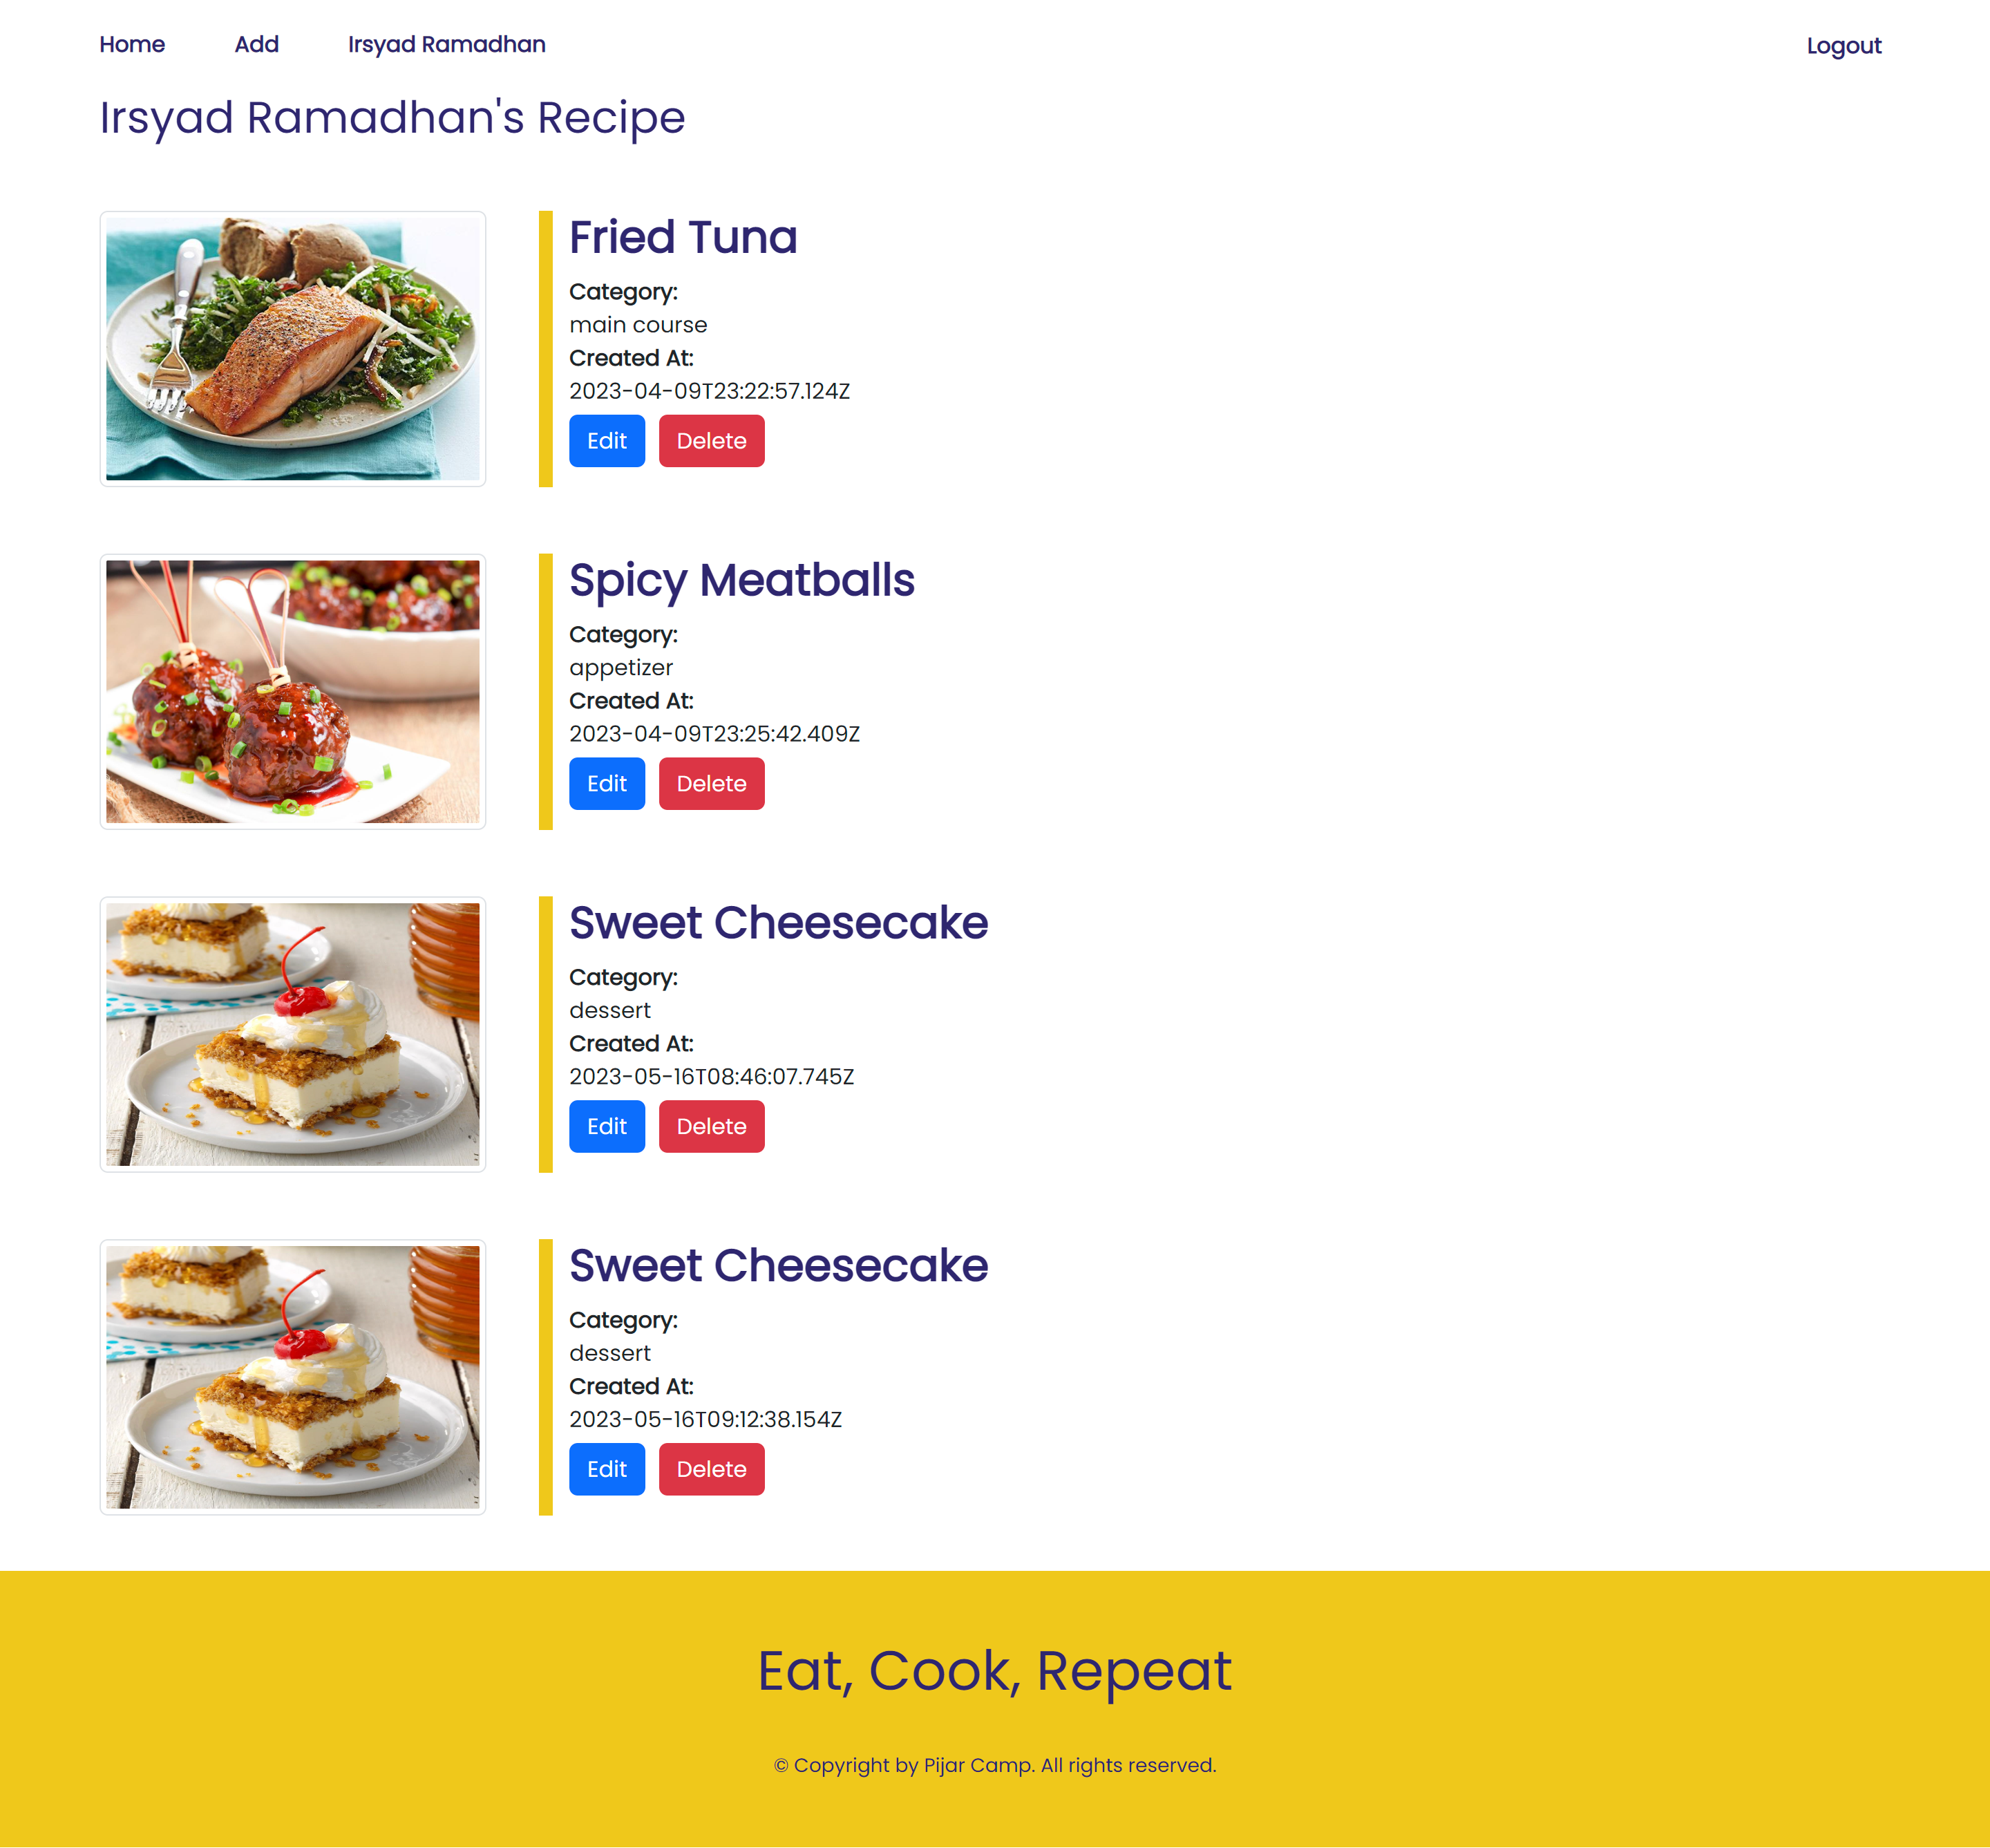 Home Add Irsyad Ramadhan Logout
Irsyad Ramadhan's Recipe
Fried Tuna
Category:
main course
Created At:
2023-04-09T23:22:57.124Z
Edit Delete
Spicy Meatballs
Category:
appetizer
Created At:
2023-04-09T23:25:42.409Z
Edit Delete
Sweet Cheesecake
Category:
dessert
Created At:
2023-05-16T08:46:07.745Z
Edit Delete
Sweet Cheesecake
Category:
dessert
Created At:
2023-05-16T09:12:38.154Z
Edit Delete
Eat, Cook, Repeat
© Copyright by Pijar Camp. All rights reserved.